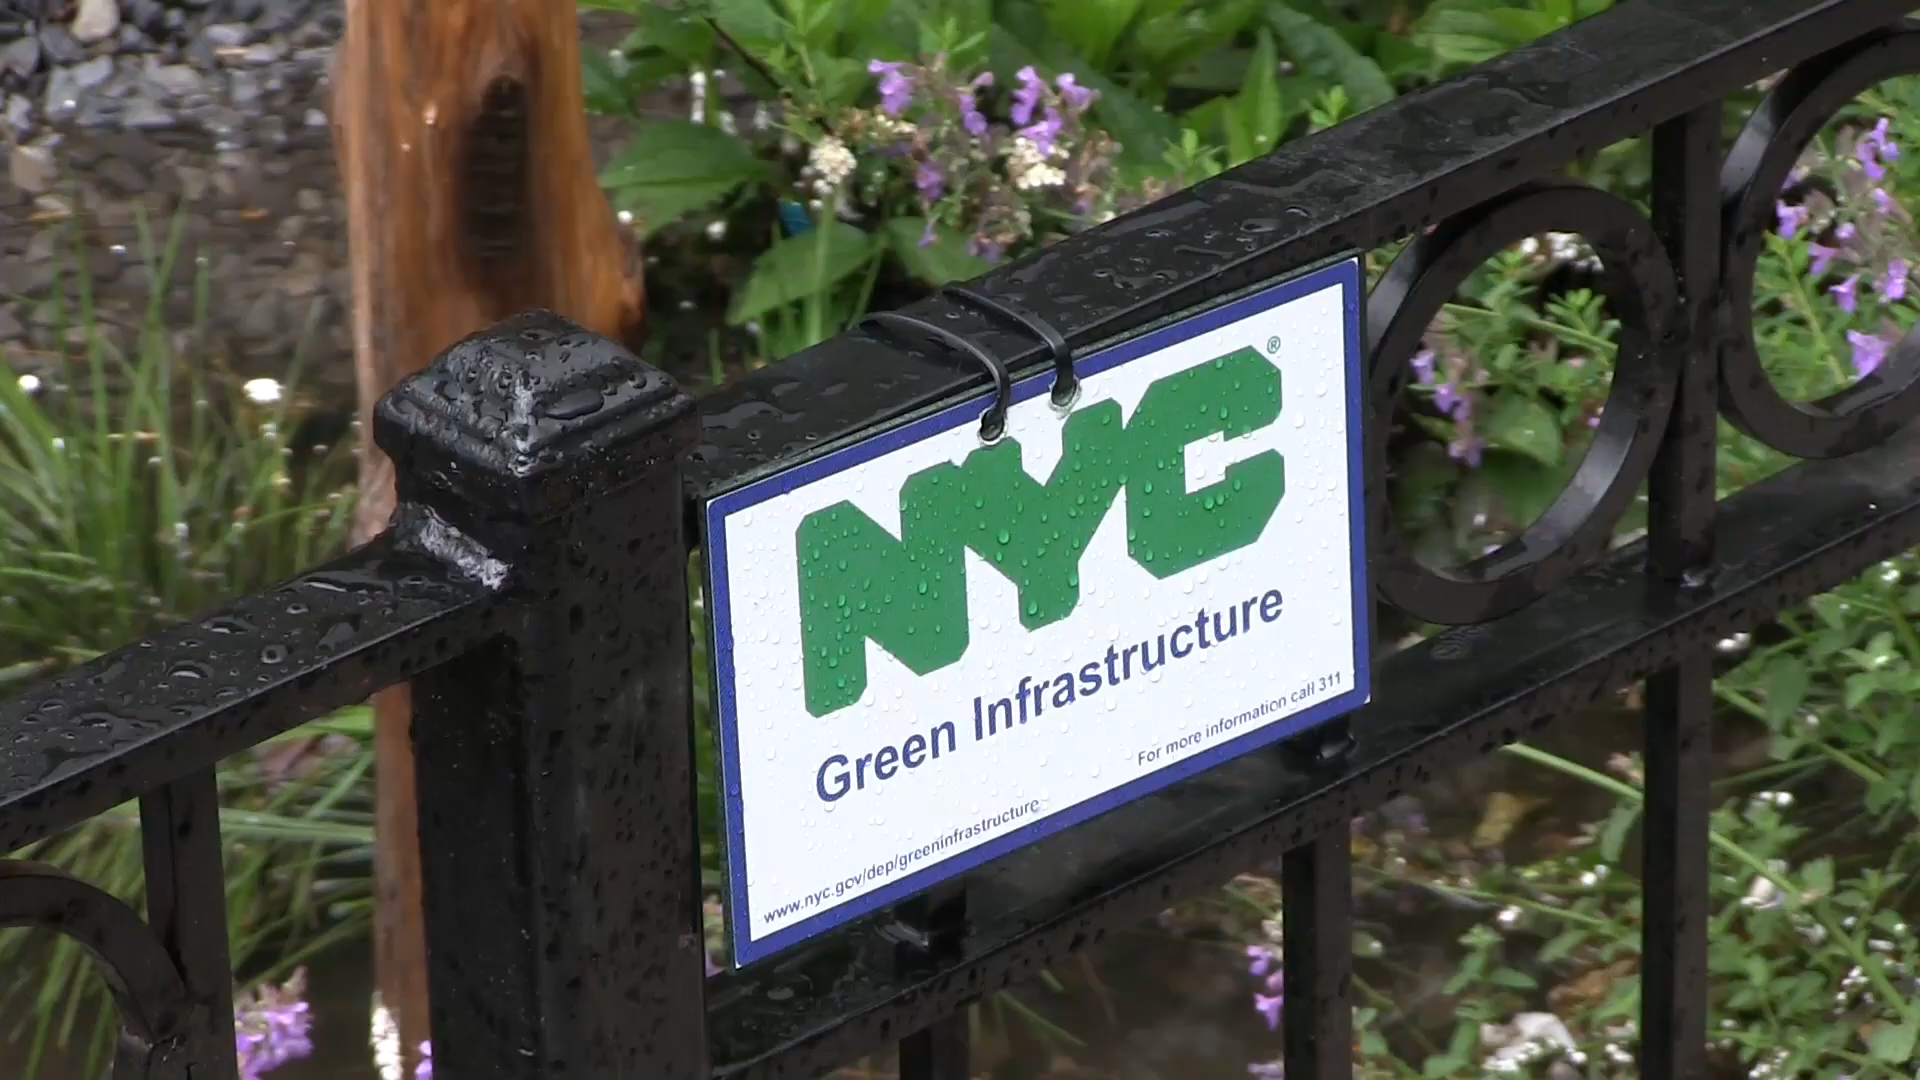 NYC®
Green Infrastructure
For more information call 311
www.nyc.gov/dep/greeninfrastructure